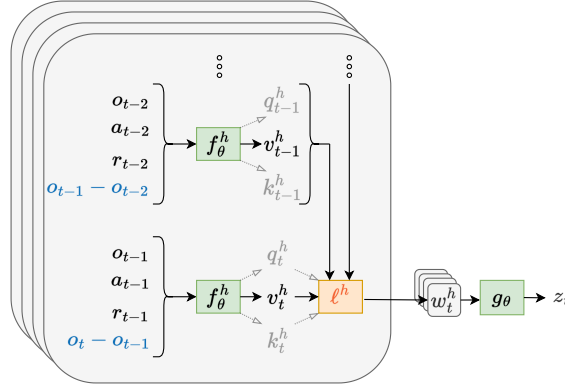 o_{t-2}
a_{t-2}
r_{t-2}
o_{t-1} - o_{t-2}
f_θ^h
q_{t-1}^h
v_{t-1}^h
k_{t-1}^h
o_{t-1}
a_{t-1}
r_{t-1}
o_t - o_{t-1}
f_θ^h
q_t^h
v_t^h
k_t^h
ℓ^h
w_t^h
g_θ
z